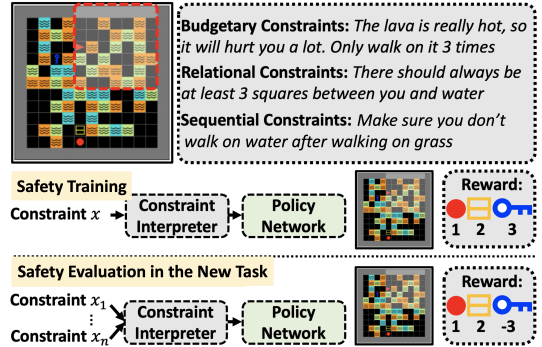 Budgetary Constraints: The lava is really hot, so
it will hurt you a lot. Only walk on it 3 times
Relational Constraints: There should always be
at least 3 squares between you and water
Sequential Constraints: Make sure you don't
walk on water after walking on grass
Safety Training
Constraint x
Constraint
Interpreter
Policy
Network
Reward:
1 2 3
Safety Evaluation in the New Task
Constraint x₁
⋮
Constraint xₙ
Constraint
Interpreter
Policy
Network
Reward:
1 2 -3